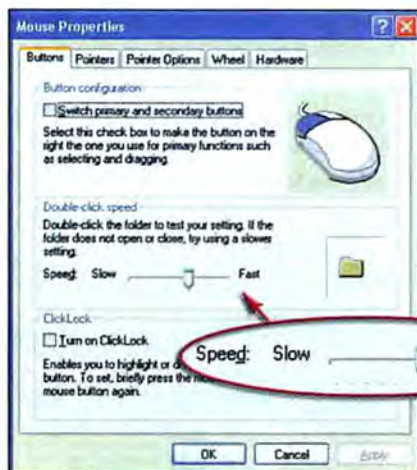 Mouse Properties
Buttons Pointers Pointer Options Wheel Hardware
Button configuration
Switch primary and secondary buttons
Select this check box to make the button on the
right the one you use for primary functions such
as selecting and dragging.
Double-click speed
Double-click the folder to test your setting. If the
folder does not open or close, try using a slower
setting.
Speed: Slow Fast
ClickLock
Turn on ClickLock
Speed: Slow
Enables you to highlight or
button. To set, briefly press the
mouse button again.
OK Cancel Apply